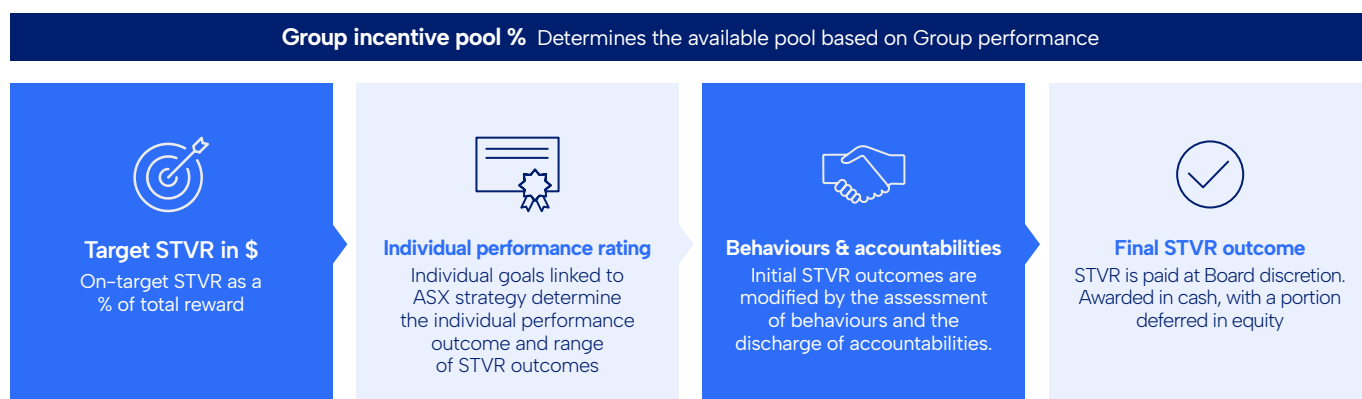 Group incentive pool % Determines the available pool based on Group performance
Target STVR in $
On-target STVR as a
% of total reward
Individual performance rating
Individual goals linked to
ASX strategy determine
the individual performance
outcome and range
of STVR outcomes
Behaviours & accountabilities
Initial STVR outcomes are
modified by the assessment
of behaviours and the
discharge of accountabilities.
Final STVR outcome
STVR is paid at Board discretion.
Awarded in cash, with a portion
deferred in equity